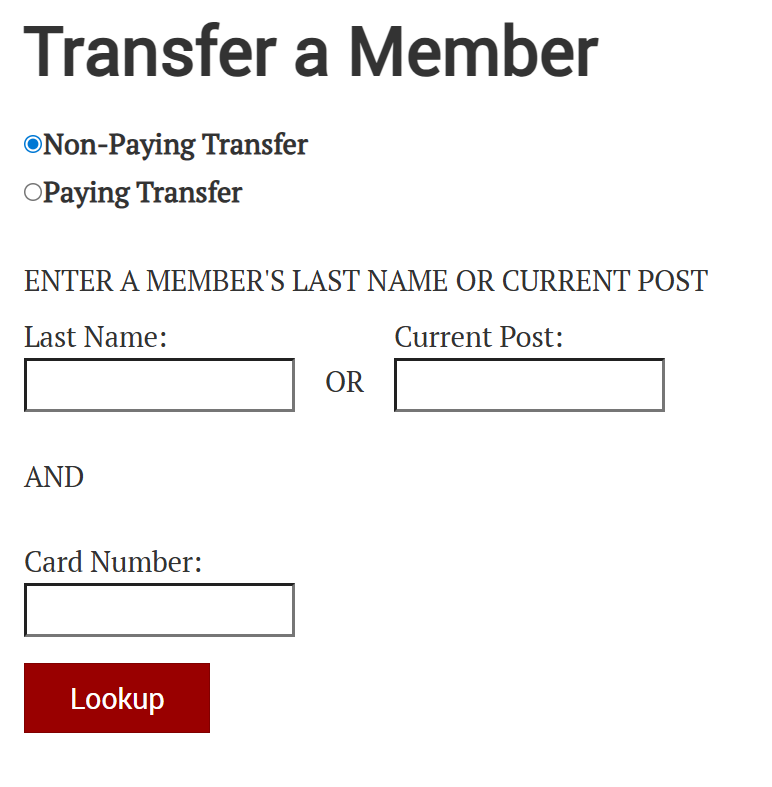 Transfer a Member
Non-Paying Transfer
Paying Transfer
ENTER A MEMBER'S LAST NAME OR CURRENT POST
Last Name:
Current Post:
OR
AND
Card Number:
Lookup